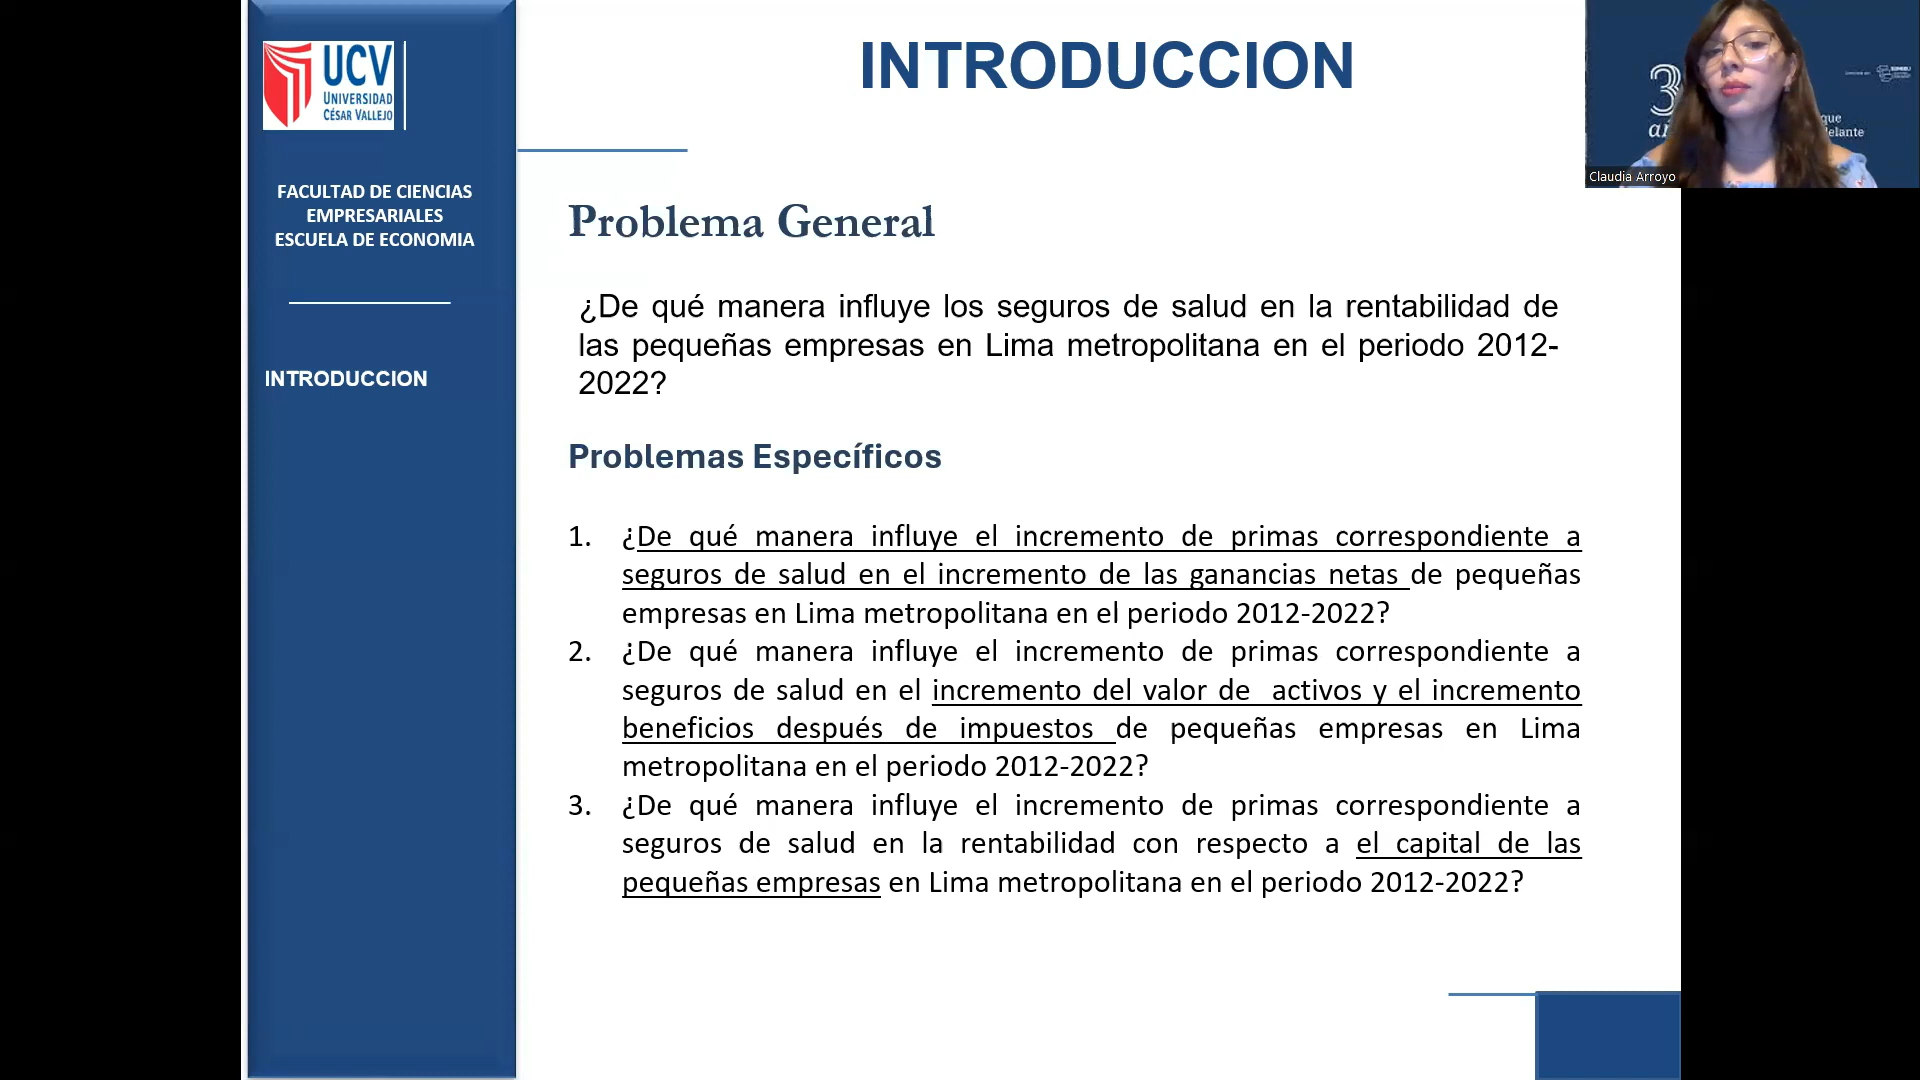 UCV
UNIVERSIDAD
CÉSAR VALLEJO
FACULTAD DE CIENCIAS
EMPRESARIALES
ESCUELA DE ECONOMIA
INTRODUCCION
INTRODUCCION
Problema General
¿De qué manera influye los seguros de salud en la rentabilidad de
las pequeñas empresas en Lima metropolitana en el periodo 2012-
2022?
Problemas Específicos
1. ¿De qué manera influye el incremento de primas correspondiente a
seguros de salud en el incremento de las ganancias netas de pequeñas
empresas en Lima metropolitana en el periodo 2012-2022?
2. ¿De qué manera influye el incremento de primas correspondiente a
seguros de salud en el incremento del valor de activos y el incremento
beneficios después de impuestos de pequeñas empresas en Lima
metropolitana en el periodo 2012-2022?
3. ¿De qué manera influye el incremento de primas correspondiente a
seguros de salud en la rentabilidad con respecto a el capital de las
pequeñas empresas en Lima metropolitana en el periodo 2012-2022?
3
que
Claudia Arroyo